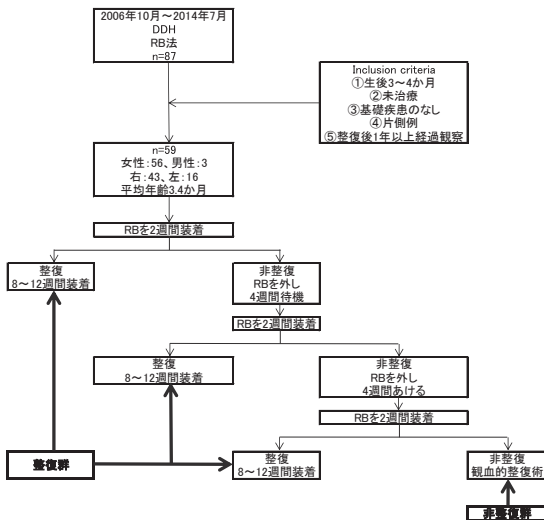 2006年10月～2014年7月
DDH
RB法
n=87
Inclusion criteria
①生後3～4か月
②未治療
③基礎疾患のなし
④片側例
⑤整復後1年以上経過観察
n=59
女性:56、男性:3
右:43、左:16
平均年齢3.4か月
RBを2週間装着
整復
8～12週間装着
非整復
RBを外し
4週間待機
RBを2週間装着
整復
8～12週間装着
非整復
RBを外し
4週間あける
RBを2週間装着
整復群
整復
8～12週間装着
非整復
観血的整復術
非整復群